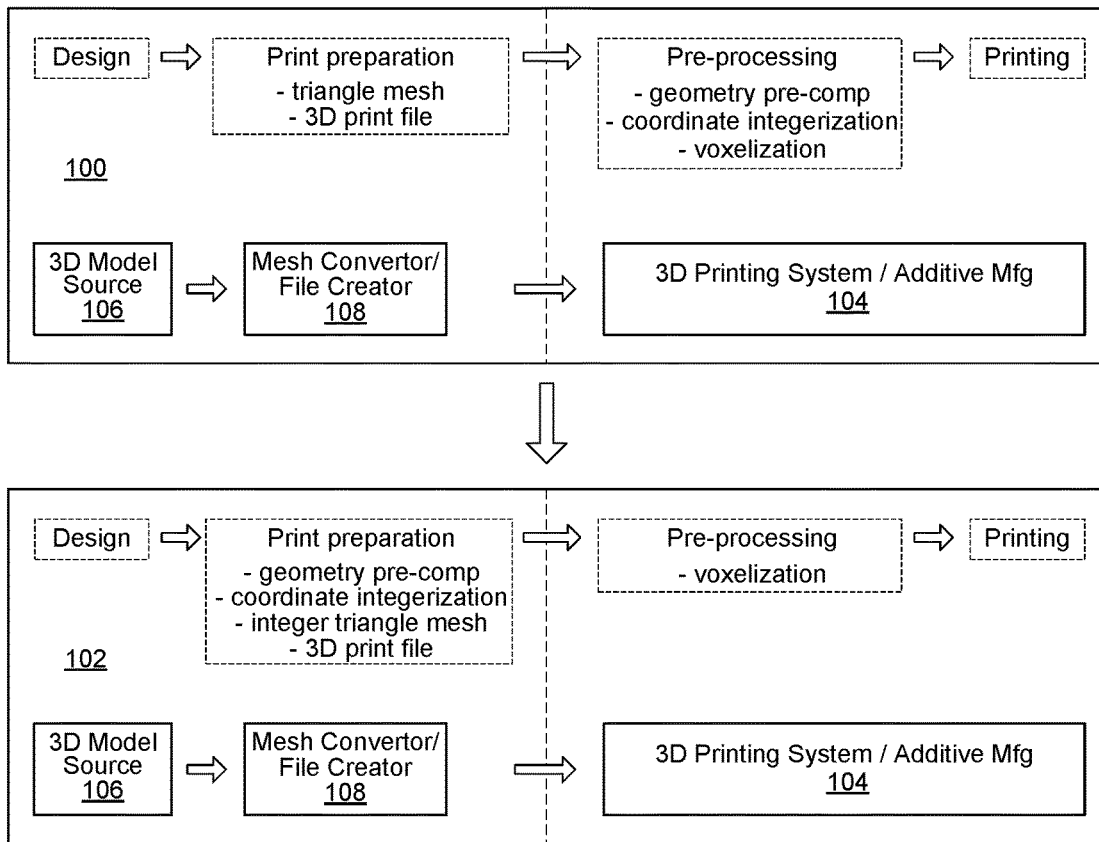 Design
Print preparation
- triangle mesh
- 3D print file
Pre-processing
- geometry pre-comp
- coordinate integerization
- voxelization
Printing
100
3D Model
Source
106
Mesh Convertor/
File Creator
108
3D Printing System / Additive Mfg
104
Design
Print preparation
- geometry pre-comp
- coordinate integerization
- integer triangle mesh
- 3D print file
Pre-processing
- voxelization
Printing
102
3D Model
Source
106
Mesh Convertor/
File Creator
108
3D Printing System / Additive Mfg
104